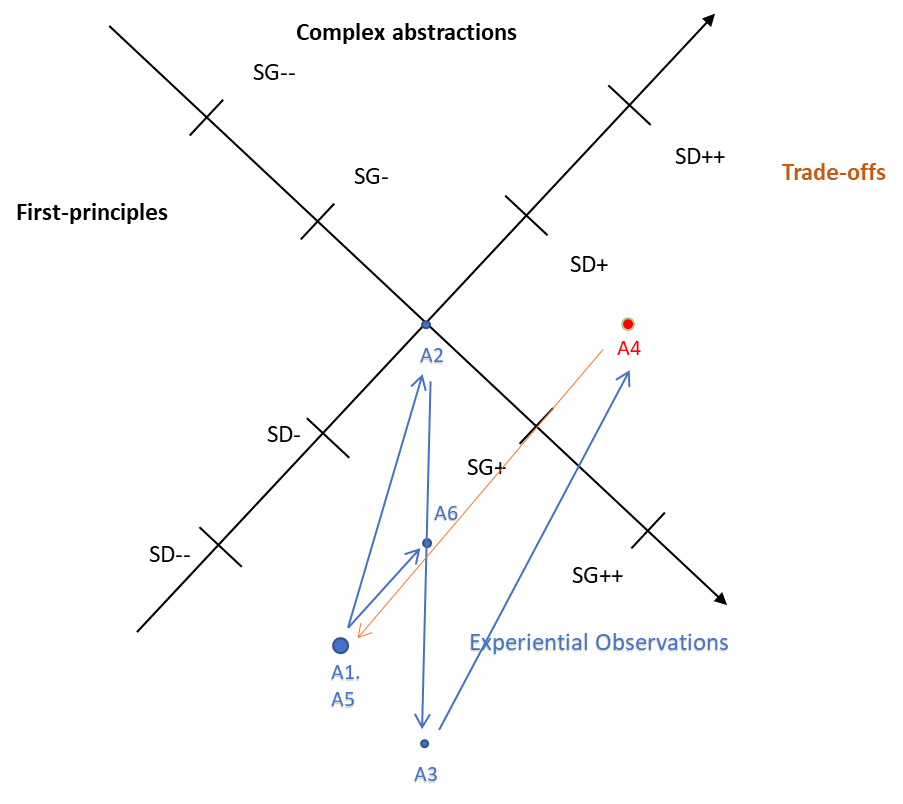 Complex abstractions
SG--
SD++
Trade-offs
SG-
First-principles
SD+
A4
A2
SD-
SG+
A6
SD--
SG++
Experiential Observations
A1.
A5
A3